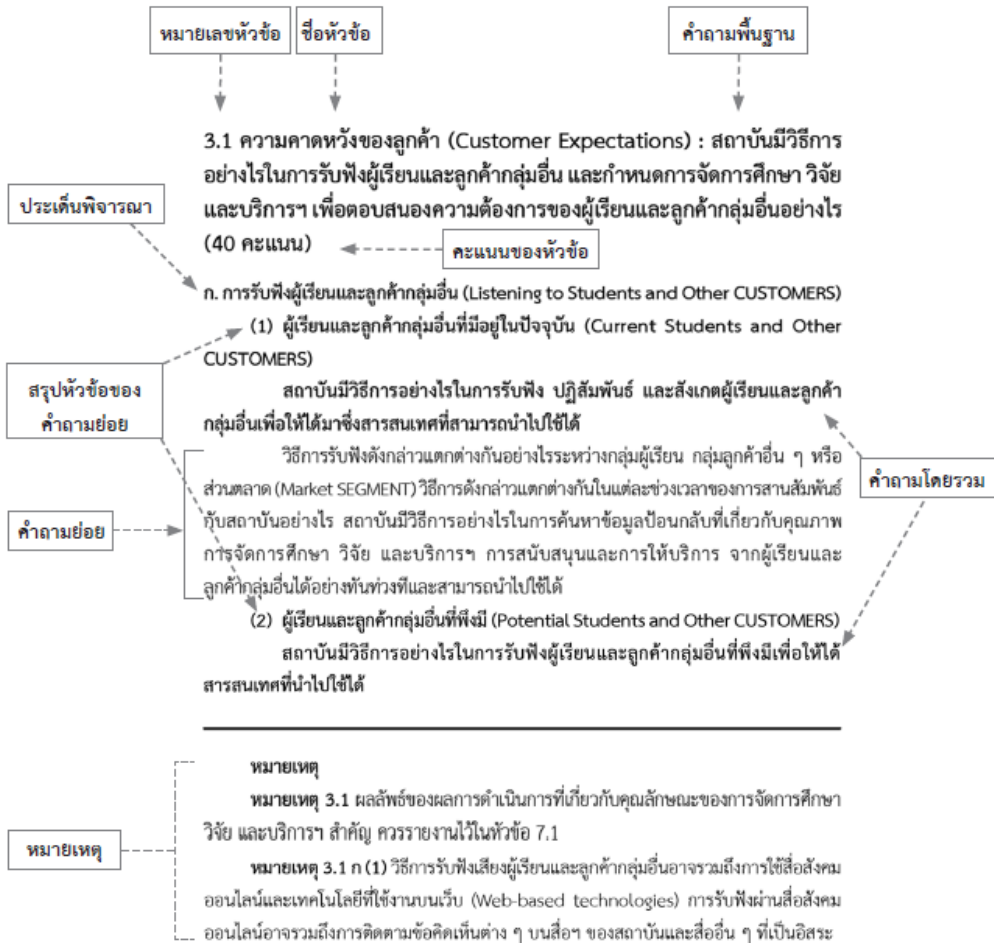 หมายเลขหัวข้อ ชื่อหัวข้อ คำถามพื้นฐาน
3.1 ความคาดหวังของลูกค้า (Customer Expectations) : สถาบันมีวิธีการ
อย่างไรในการรับฟังผู้เรียนและลูกค้ากลุ่มอื่น และกำหนดการจัดการศึกษา วิจัย
ประเด็นพิจารณา
และบริการฯ เพื่อตอบสนองความต้องการของผู้เรียนและลูกค้ากลุ่มอื่นอย่างไร
(40 คะแนน)
คะแนนของหัวข้อ
ก. การรับฟังผู้เรียนและลูกค้ากลุ่มอื่น (Listening to Students and Other CUSTOMERS)
(1) ผู้เรียนและลูกค้ากลุ่มอื่นที่มีอยู่ในปัจจุบัน (Current Students and Other
CUSTOMERS)
สรุปหัวข้อของ
คำถามย่อย
สถาบันมีวิธีการอย่างไรในการรับฟัง ปฏิสัมพันธ์ และสังเกตผู้เรียนและลูกค้า
กลุ่มอื่นเพื่อให้ได้มาซึ่งสารสนเทศที่สามารถนำไปใช้ได้
วิธีการรับฟังดังกล่าวแตกต่างกันอย่างไรระหว่างกลุ่มผู้เรียน กลุ่มลูกค้าอื่น ๆ หรือ
ส่วนตลาด (Market SEGMENT) วิธีการดังกล่าวแตกต่างกันในแต่ละช่วงเวลาของการสานสัมพันธ์
คำถามโดยรวม
กับสถาบันอย่างไร สถาบันมีวิธีการอย่างไรในการค้นหาข้อมูลป้อนกลับที่เกี่ยวกับคุณภาพ
คำถามย่อย
การจัดการศึกษา วิจัย และบริการฯ การสนับสนุนและการให้บริการ จากผู้เรียนและ
ลูกค้ากลุ่มอื่นได้อย่างทันท่วงทีและสามารถนำไปใช้ได้
(2) ผู้เรียนและลูกค้ากลุ่มอื่นที่พึงมี (Potential Students and Other CUSTOMERS)
สถาบันมีวิธีการอย่างไรในการรับฟังผู้เรียนและลูกค้ากลุ่มอื่นที่พึงมีเพื่อให้ได้
สารสนเทศที่นำไปใช้ได้
หมายเหตุ
หมายเหตุ 3.1 ผลลัพธ์ของผลการดำเนินการที่เกี่ยวกับคุณลักษณะของการจัดการศึกษา
วิจัย และบริการฯ สำคัญ ควรรายงานไว้ในหัวข้อ 7.1
หมายเหตุ
หมายเหตุ 3.1 ก (1) วิธีการรับฟังเสียงผู้เรียนและลูกค้ากลุ่มอื่นอาจรวมถึงการใช้สื่อสังคม
ออนไลน์และเทคโนโลยีที่ใช้งานบนเว็บ (Web-based technologies) การรับฟังผ่านสื่อสังคม
ออนไลน์อาจรวมถึงการติดตามข้อคิดเห็นต่าง ๆ บนสื่อฯ ของสถาบันและสื่ออื่น ๆ ที่เป็นอิสระ